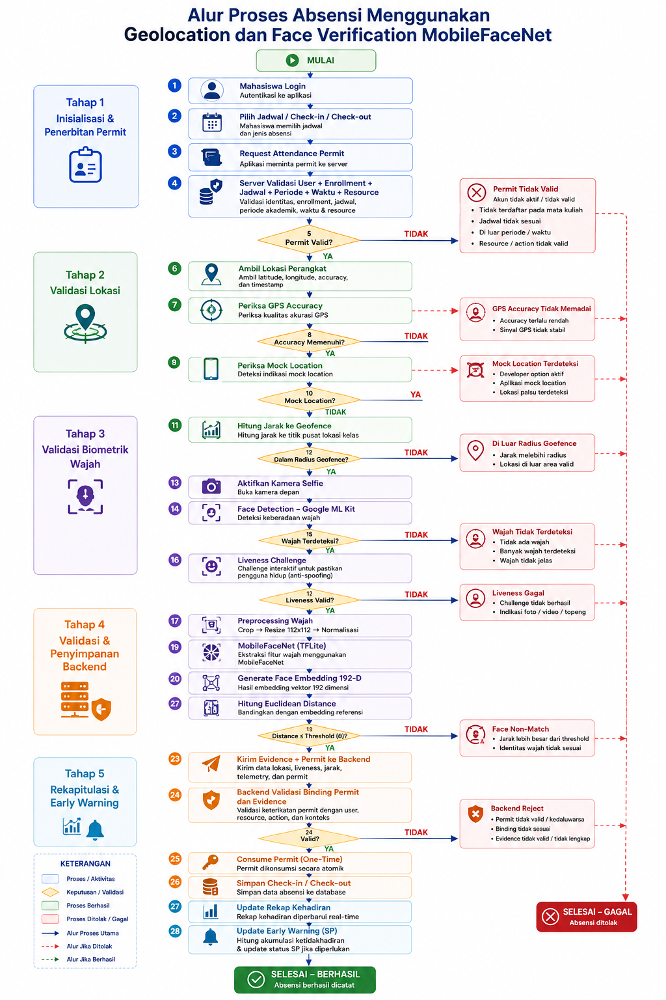 Alur Proses Absensi Menggunakan
Geolocation dan Face Verification MobileFaceNet
MULAI
Tahap 1
Inisialisasi &
Penerbitan Permit
1
Mahasiswa Login
Autentikasi ke aplikasi
2
Pilih Jadwal / Check-in / Check-out
Mahasiswa memilih jadwal
dan jenis absensi
3
Request Attendance Permit
Aplikasi meminta permit ke server
4
Server Validasi User + Enrollment +
Jadwal + Periode + Waktu + Resource
Validasi identitas, enrollment, jadwal,
periode akademik, waktu & resource
5
Permit Valid?
TIDAK
YA
Permit Tidak Valid
Akun tidak aktif / tidak valid
• Tidak terdaftar pada mata kuliah
• Jadwal tidak sesuai
• Di luar periode / waktu
• Resource / action tidak valid
Tahap 2
Validasi Lokasi
6
Ambil Lokasi Perangkat
Ambil latitude, longitude, accuracy,
dan timestamp
7
Periksa GPS Accuracy
Periksa kualitas akurasi GPS
GPS Accuracy Tidak Memadai
• Accuracy terlalu rendah
• Sinyal GPS tidak stabil
8
Accuracy Memenuhi?
TIDAK
YA
9
Periksa Mock Location
Deteksi indikasi mock location
Mock Location Terdeteksi
• Developer option aktif
• Aplikasi mock location
• Lokasi palsu terdeteksi
10
Mock Location?
YA
TIDAK
Tahap 3
Validasi Biometrik
Wajah
11
Hitung Jarak ke Geofence
Hitung jarak ke titik pusat lokasi kelas
12
Dalam Radius Geofence?
TIDAK
YA
Di Luar Radius Goefence
• Jarak melebihi radius
• Lokasi di luar area valid
13
Aktifkan Kamera Selfie
Buka kamera depan
14
Face Detection – Google ML Kit
Deteksi keberadaan wajah
15
Wajah Terdeteksi?
TIDAK
YA
Wajah Tidak Terdeteksi
• Tidak ada wajah
• Banyak wajah terdeteksi
• Wajah tidak jelas
16
Liveness Challenge
Challenge interaktif untuk pastikan
pengguna hidup (anti-spoofing)
12
Liveness Valid?
TIDAK
YA
Liveness Gagal
• Challenge tidak berhasil
• Indikasi foto / video / topeng
Tahap 4
Validasi &
Penyimpanan
Backend
17
Preprocessing Wajah
Crop → Resize 112x112 → Normalisasi
19
MobileFaceNet (TFLite)
Ekstraksi fitur wajah menggunakan
MobileFaceNet
20
Generate Face Embedding 192-D
Hasil embedding vektor 192 dimensi
27
Hitung Euclidean Distance
Bandingkan dengan embedding referensi
Distance ≤ Threshold (θ)?
TIDAK
YA
Face Non-Match
• Jarak lebih besar dari threshold
• Identitas wajah tidak sesuai
Tahap 5
Rekapitulasi &
Early Warning
23
Kirim Evidence + Permit ke Backend
Kirim data lokasi, liveness, jarak,
telemetry, dan permit
24
Backend Validasi Binding Permit
dan Evidence
Validasi keterikatan permit dengan user,
resource, action, dan konteks
24
Valid?
TIDAK
YA
Backend Reject
• Permit tidak valid / kedaluwarsa
• Binding tidak sesuai
• Evidence tidak valid / tidak lengkap
25
Consume Permit (One-Time)
Permit dikonsumsi secara atomik
26
Simpan Check-in / Check-out
Simpan data absensi ke database
27
Update Rekap Kehadiran
Rekap kehadiran diperbarui real-time
28
Update Early Warning (SP)
Hitung akumulasi ketidakhadiran
& update status SP jika diperlukan
SELESAI – BERHASIL
Absensi berhasil dicatat
SELESAI – GAGAL
Absensi ditolak
KETERANGAN
Proses / Aktivitas
Keputusan / Validasi
Proses Berhasil
Proses Ditolak / Gagal
Alur Proses Utama
Alur Jika Ditolak
Alur Jika Berhasil